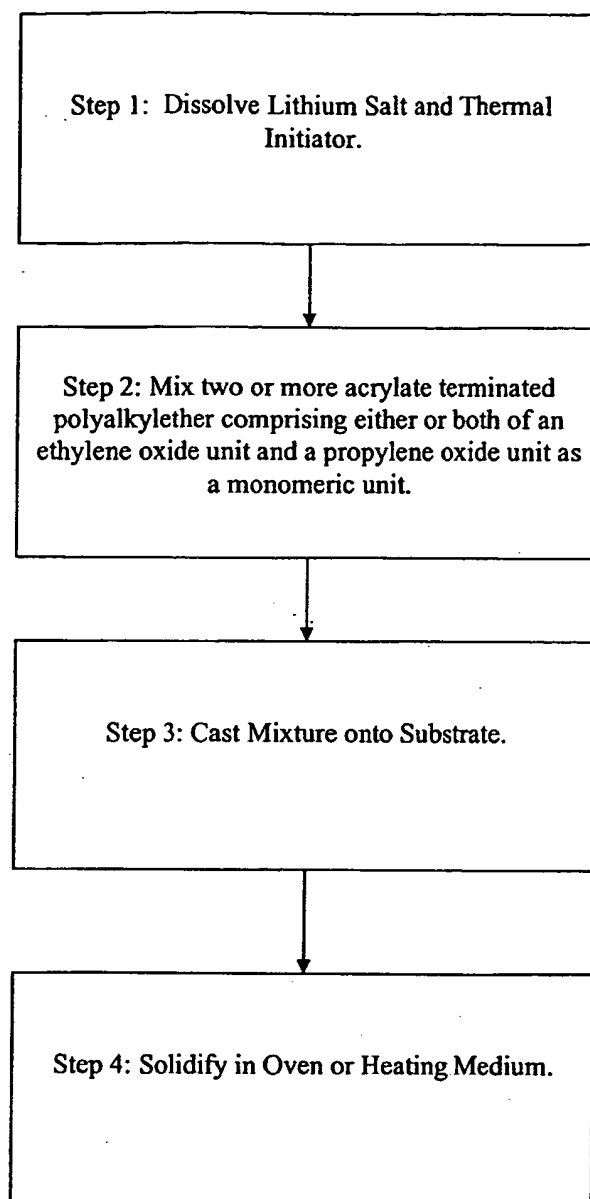 Step 1: Dissolve Lithium Salt and Thermal
Initiator.
Step 2: Mix two or more acrylate terminated
polyalkylether comprising either or both of an
ethylene oxide unit and a propylene oxide unit as
a monomeric unit.
Step 3: Cast Mixture onto Substrate.
Step 4: Solidify in Oven or Heating Medium.